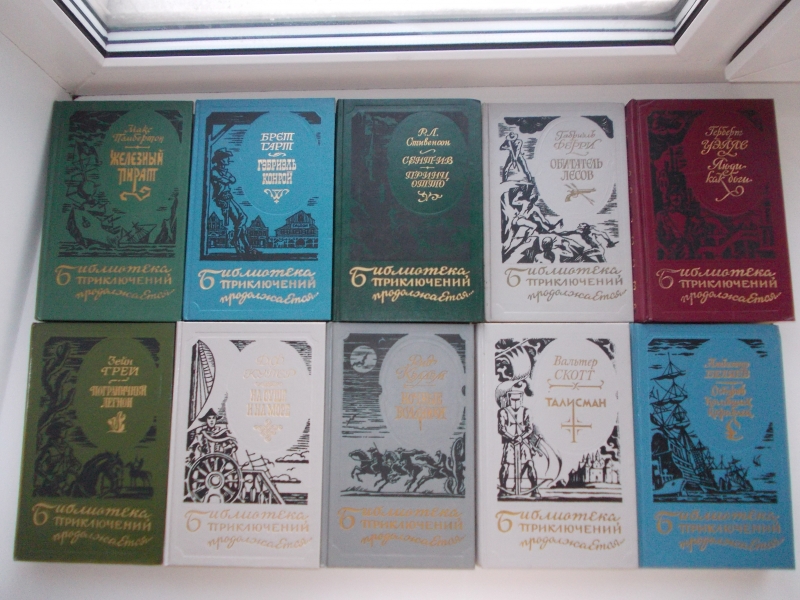 Макс
Пембертон
ЖЕЛЕЗНЫЙ
ПИРАТ
Библиотека
ПРИКЛЮЧЕНИЙ
продолжается
БРЕТ
ГАРТ
ГАБРИЭЛЬ
КОНРОЙ
Библиотека
ПРИКЛЮЧЕНИЙ
продолжается
Р.Л.
Стивенсон
СЕНТ-ИВ
ПРИНЦ
ОТТО
Библиотека
ПРИКЛЮЧЕНИЙ
продолжается
Габриэль
ФЕРРИ
ОБИТАТЕЛЬ
ЛЕСОВ
Библиотека
ПРИКЛЮЧЕНИЙ
продолжается
Герберт
УЭЛЛС
Люди
как боги
Библиотека
ПРИКЛЮЧЕНИЙ
продолжается
Зейн
ГРЕЙ
ПОГРАНИЧНИКИ
ЛЕГИОН
Библиотека
ПРИКЛЮЧЕНИЙ
продолжается
Библиотека
ПРИКЛЮЧЕНИЙ
продолжается
Библиотека
ПРИКЛЮЧЕНИЙ
продолжается
Вальтер
СКОТТ
ТАЛИСМАН
Библиотека
ПРИКЛЮЧЕНИЙ
продолжается
Остров
Библиотека
ПРИКЛЮЧЕНИЙ
продолжается